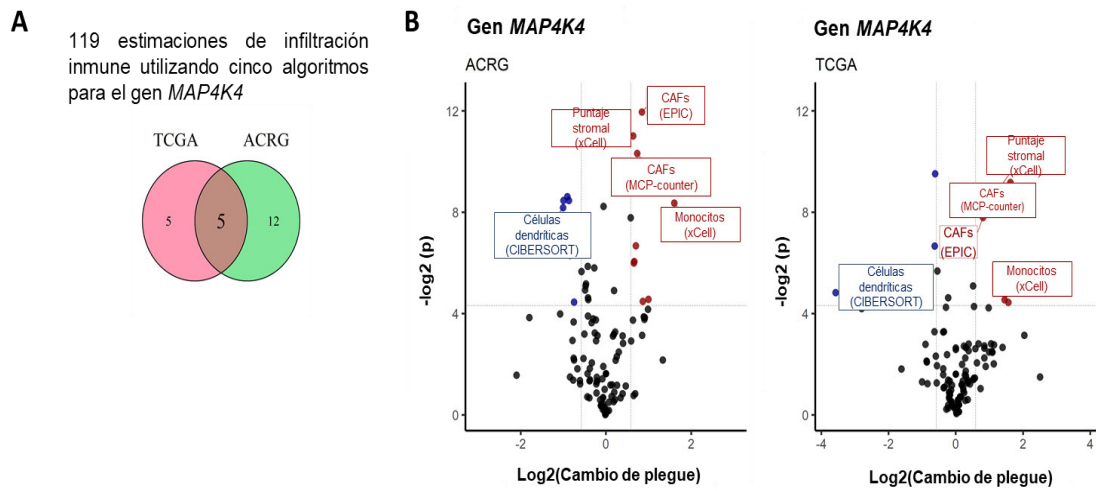 A
119 estimaciones de infiltración
inmune utilizando cinco algoritmos
para el gen MAP4K4
TCGA
ACRG
5
5
12
B
Gen MAP4K4
ACRG
-log2 (p)
12
8
4
0
-2
0
2
Log2(Cambio de plegue)
CAFs
(EPIC)
Puntaje
stromal
(xCell)
CAFs
(MCP-counter)
Monocitos
(xCell)
Células
dendríticas
(CIBERSORT)
Gen MAP4K4
TCGA
-log2 (p)
12
8
4
0
-4
-2
0
2
4
Log2(Cambio de plegue)
Puntaje
stromal
(xCell)
CAFs
(MCP-counter)
CAFs
(EPIC)
Monocitos
(xCell)
Células
dendríticas
(CIBERSORT)